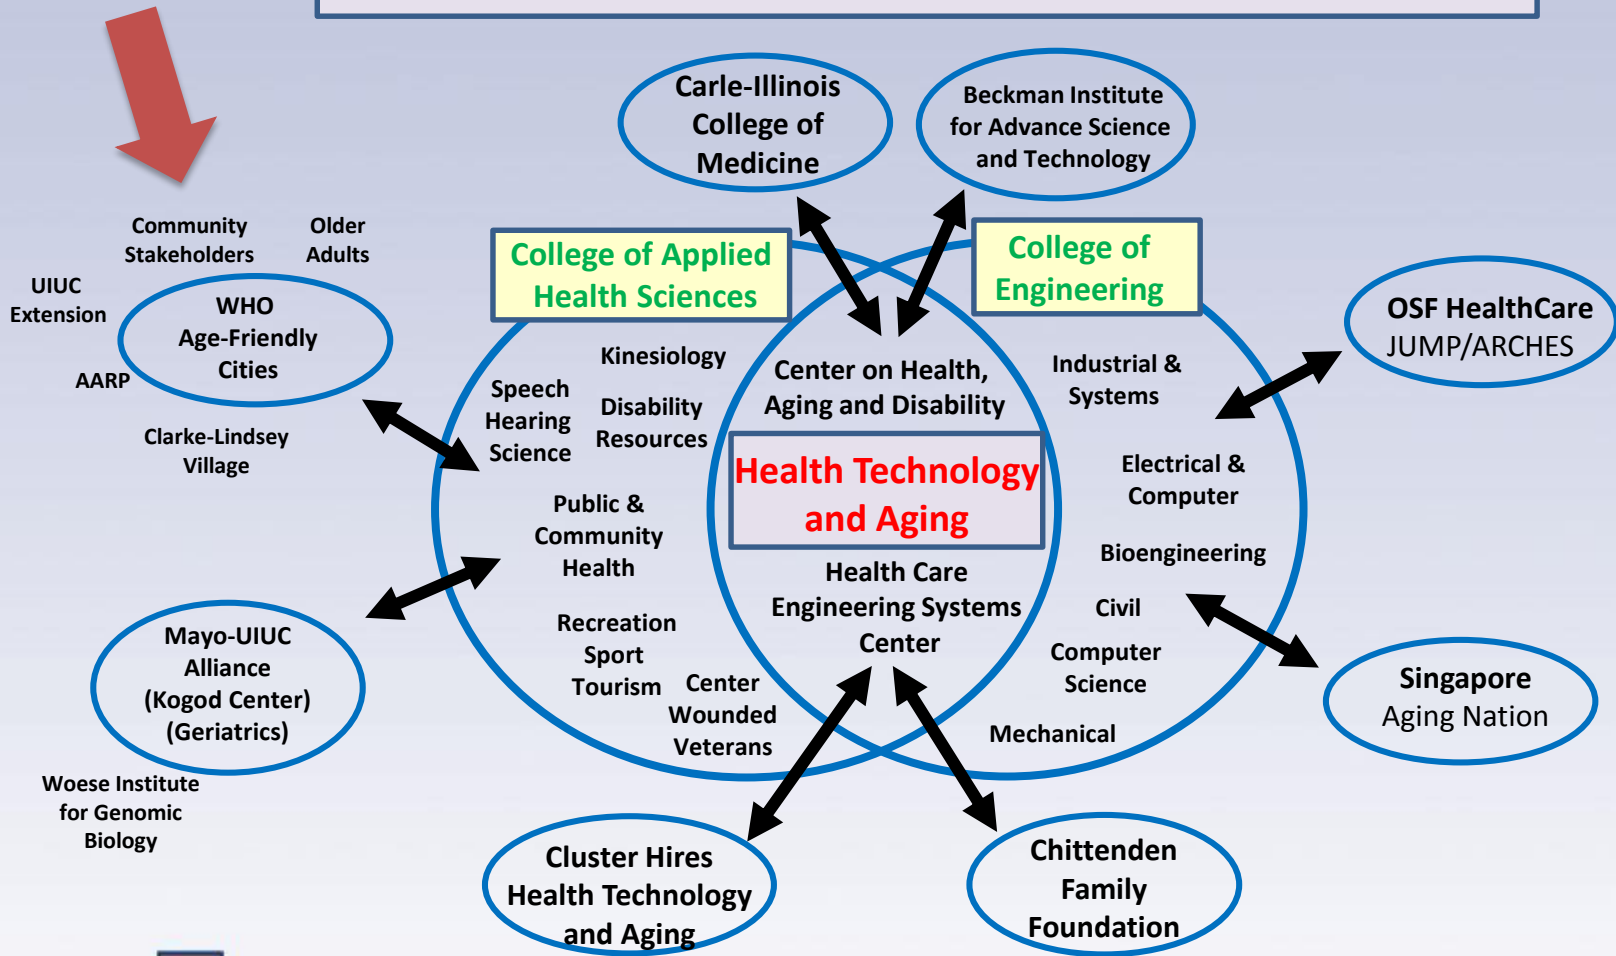 Carle-Illinois
College of
Medicine
Beckman Institute
for Advance Science
and Technology
Community
Stakeholders
Older
Adults
UIUC
Extension
WHO
Age-Friendly
Cities
AARP
Clarke-Lindsey
Village
College of Applied
Health Sciences
College of
Engineering
OSF HealthCare
JUMP/ARCHES
Kinesiology
Speech
Hearing
Science
Disability
Resources
Center on Health,
Aging and Disability
Industrial &
Systems
Health Technology
and Aging
Electrical &
Computer
Public &
Community
Health
Bioengineering
Health Care
Engineering Systems
Center
Civil
Computer
Science
Recreation
Sport
Tourism
Center
Wounded
Veterans
Mechanical
Mayo-UIUC
Alliance
(Kogod Center)
(Geriatrics)
Woese Institute
for Genomic
Biology
Singapore
Aging Nation
Cluster Hires
Health Technology
and Aging
Chittenden
Family
Foundation